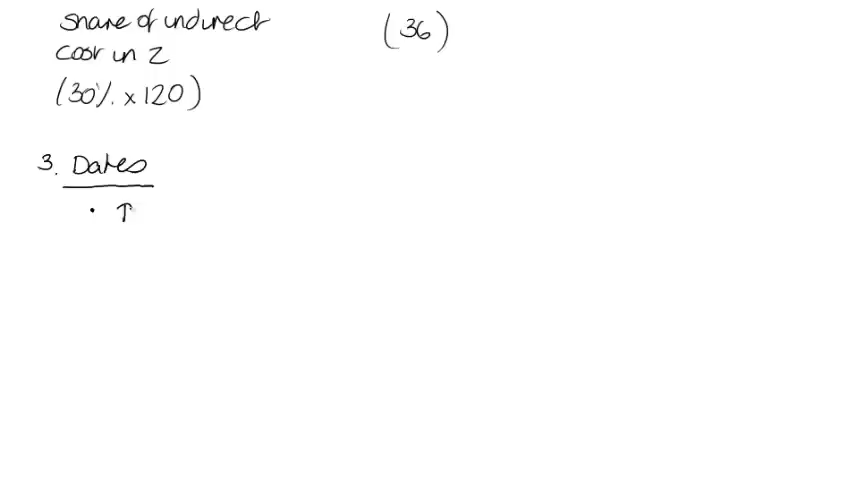 Share of indirect (36)
cost in Z
(30% x 120)
3. Dates
· ↑